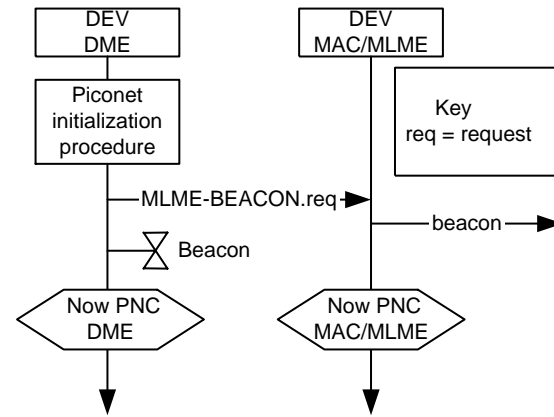 DEV
DME
DEV
MAC/MLME
Piconet
initialization
procedure
Key
req = request
MLME-BEACON.req
beacon
Beacon
Now PNC
DME
Now PNC
MAC/MLME